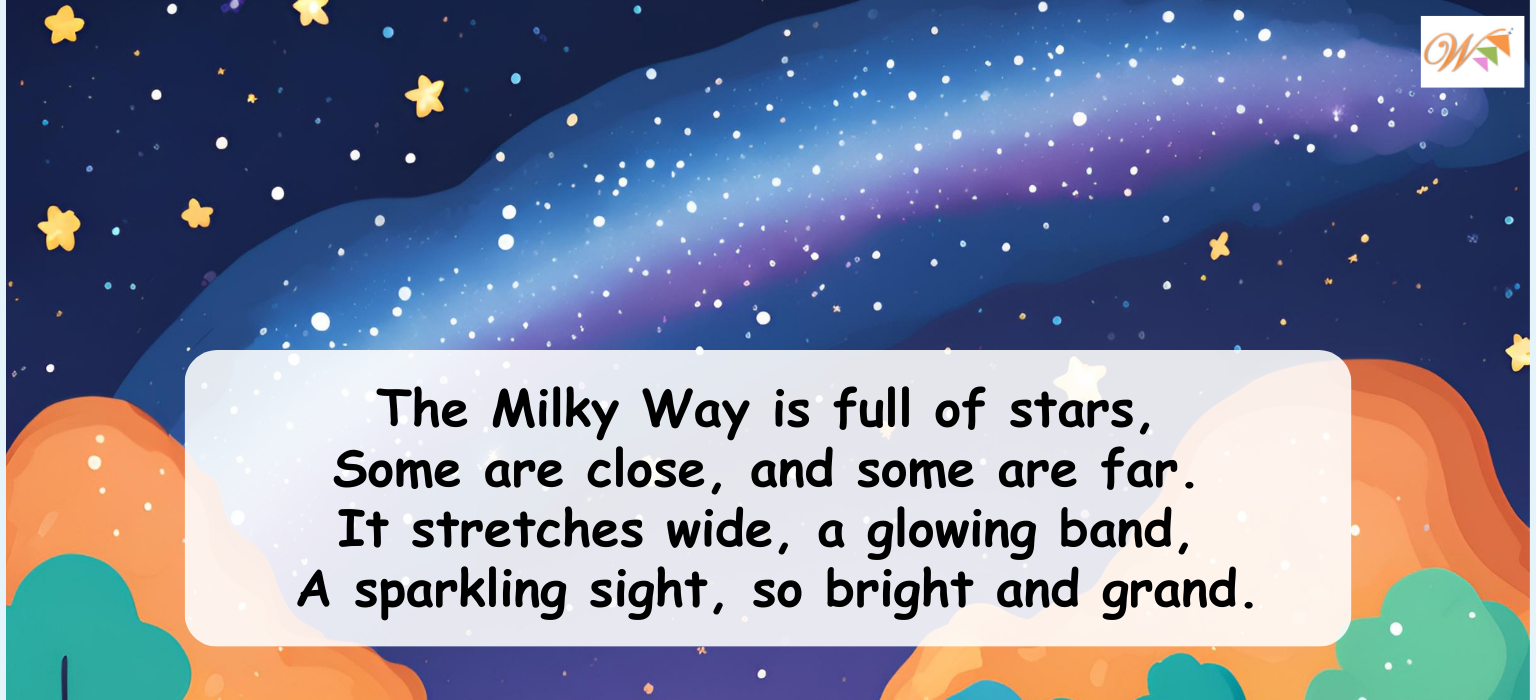 W
The Milky Way is full of stars,
Some are close, and some are far.
It stretches wide, a glowing band,
A sparkling sight, so bright and grand.